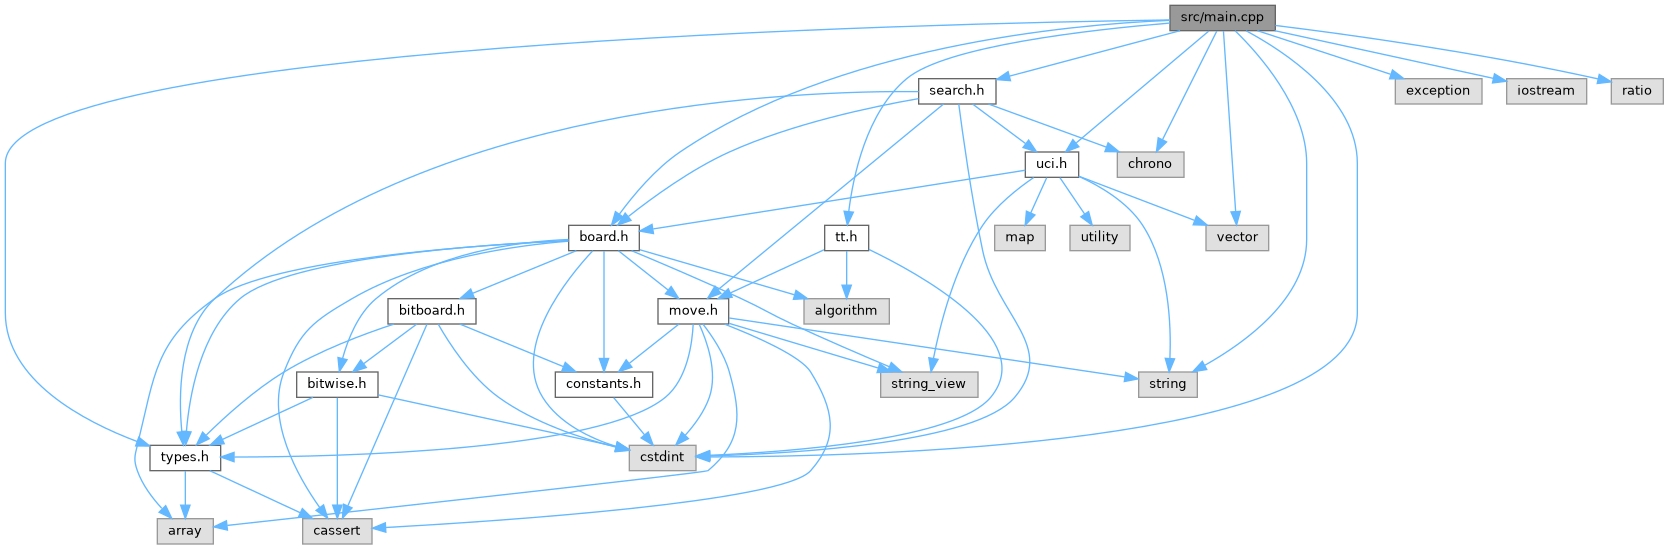 src/main.cpp
search.h
exception
iostream
ratio
uci.h
chrono
board.h
tt.h
map
utility
vector
bitboard.h
move.h
algorithm
bitwise.h
constants.h
string_view
string
types.h
cstdint
array
cassert